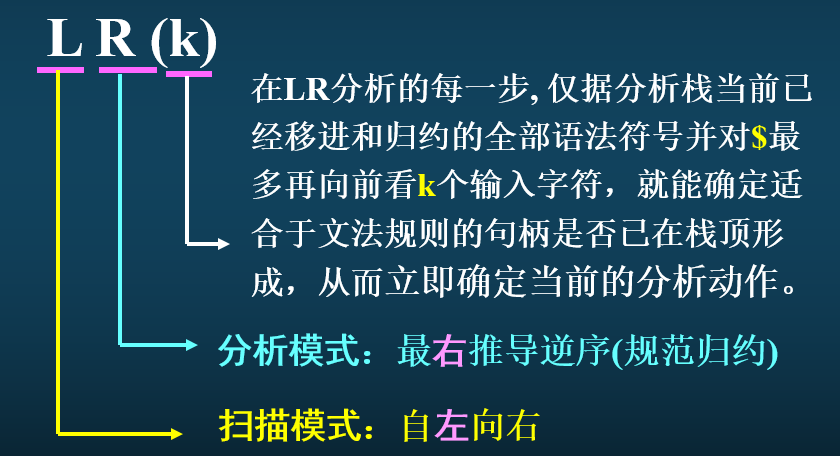 LR(k)
在LR分析的每一步, 仅据分析栈当前已
经移进和归约的全部语法符号并对$最
多再向前看k个输入字符，就能确定适
合于文法规则的句柄是否已在栈顶形
成，从而立即确定当前的分析动作。
分析模式：最右推导逆序(规范归约)
扫描模式：自左向右